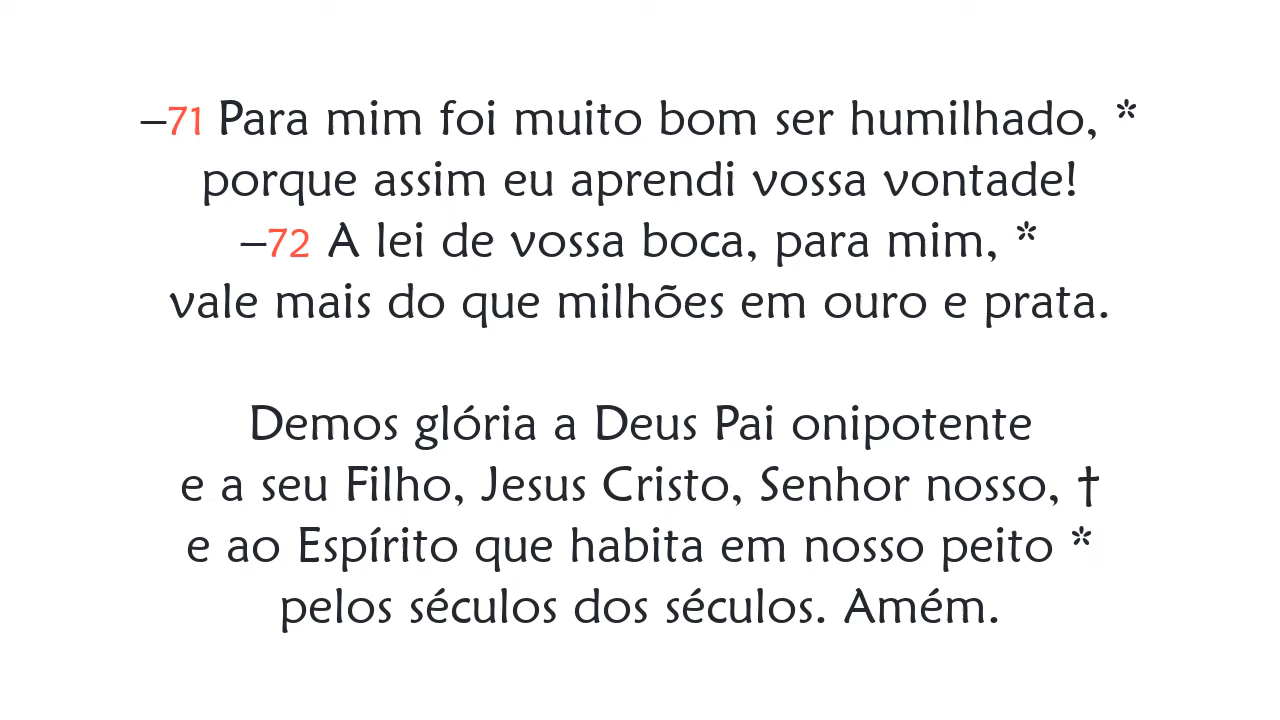 –71 Para mim foi muito bom ser humilhado, *
porque assim eu aprendi vossa vontade!
–72 A lei de vossa boca, para mim, *
vale mais do que milhões em ouro e prata.
Demos glória a Deus Pai onipotente
e a seu Filho, Jesus Cristo, Senhor nosso, †
e ao Espírito que habita em nosso peito *
pelos séculos dos séculos. Amém.